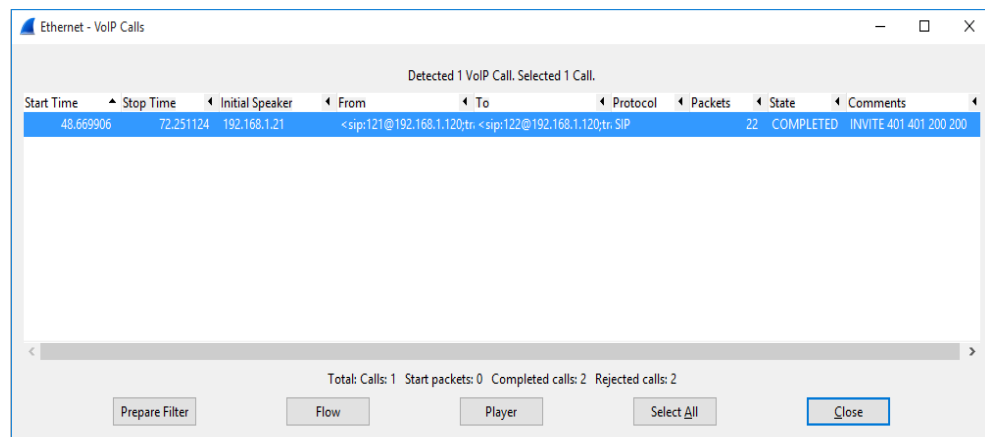 Ethernet - VoIP Calls
Detected 1 VoIP Call. Selected 1 Call.
Start Time Stop Time Initial Speaker From To Protocol Packets State Comments
48.669906 72.251124 192.168.1.21 <sip:121@192.168.1.120;tr <sip:122@192.168.1.120;tr SIP 22 COMPLETED INVITE 401 401 200 200
Total: Calls: 1 Start packets: 0 Completed calls: 2 Rejected calls: 2
Prepare Filter Flow Player Select All Close